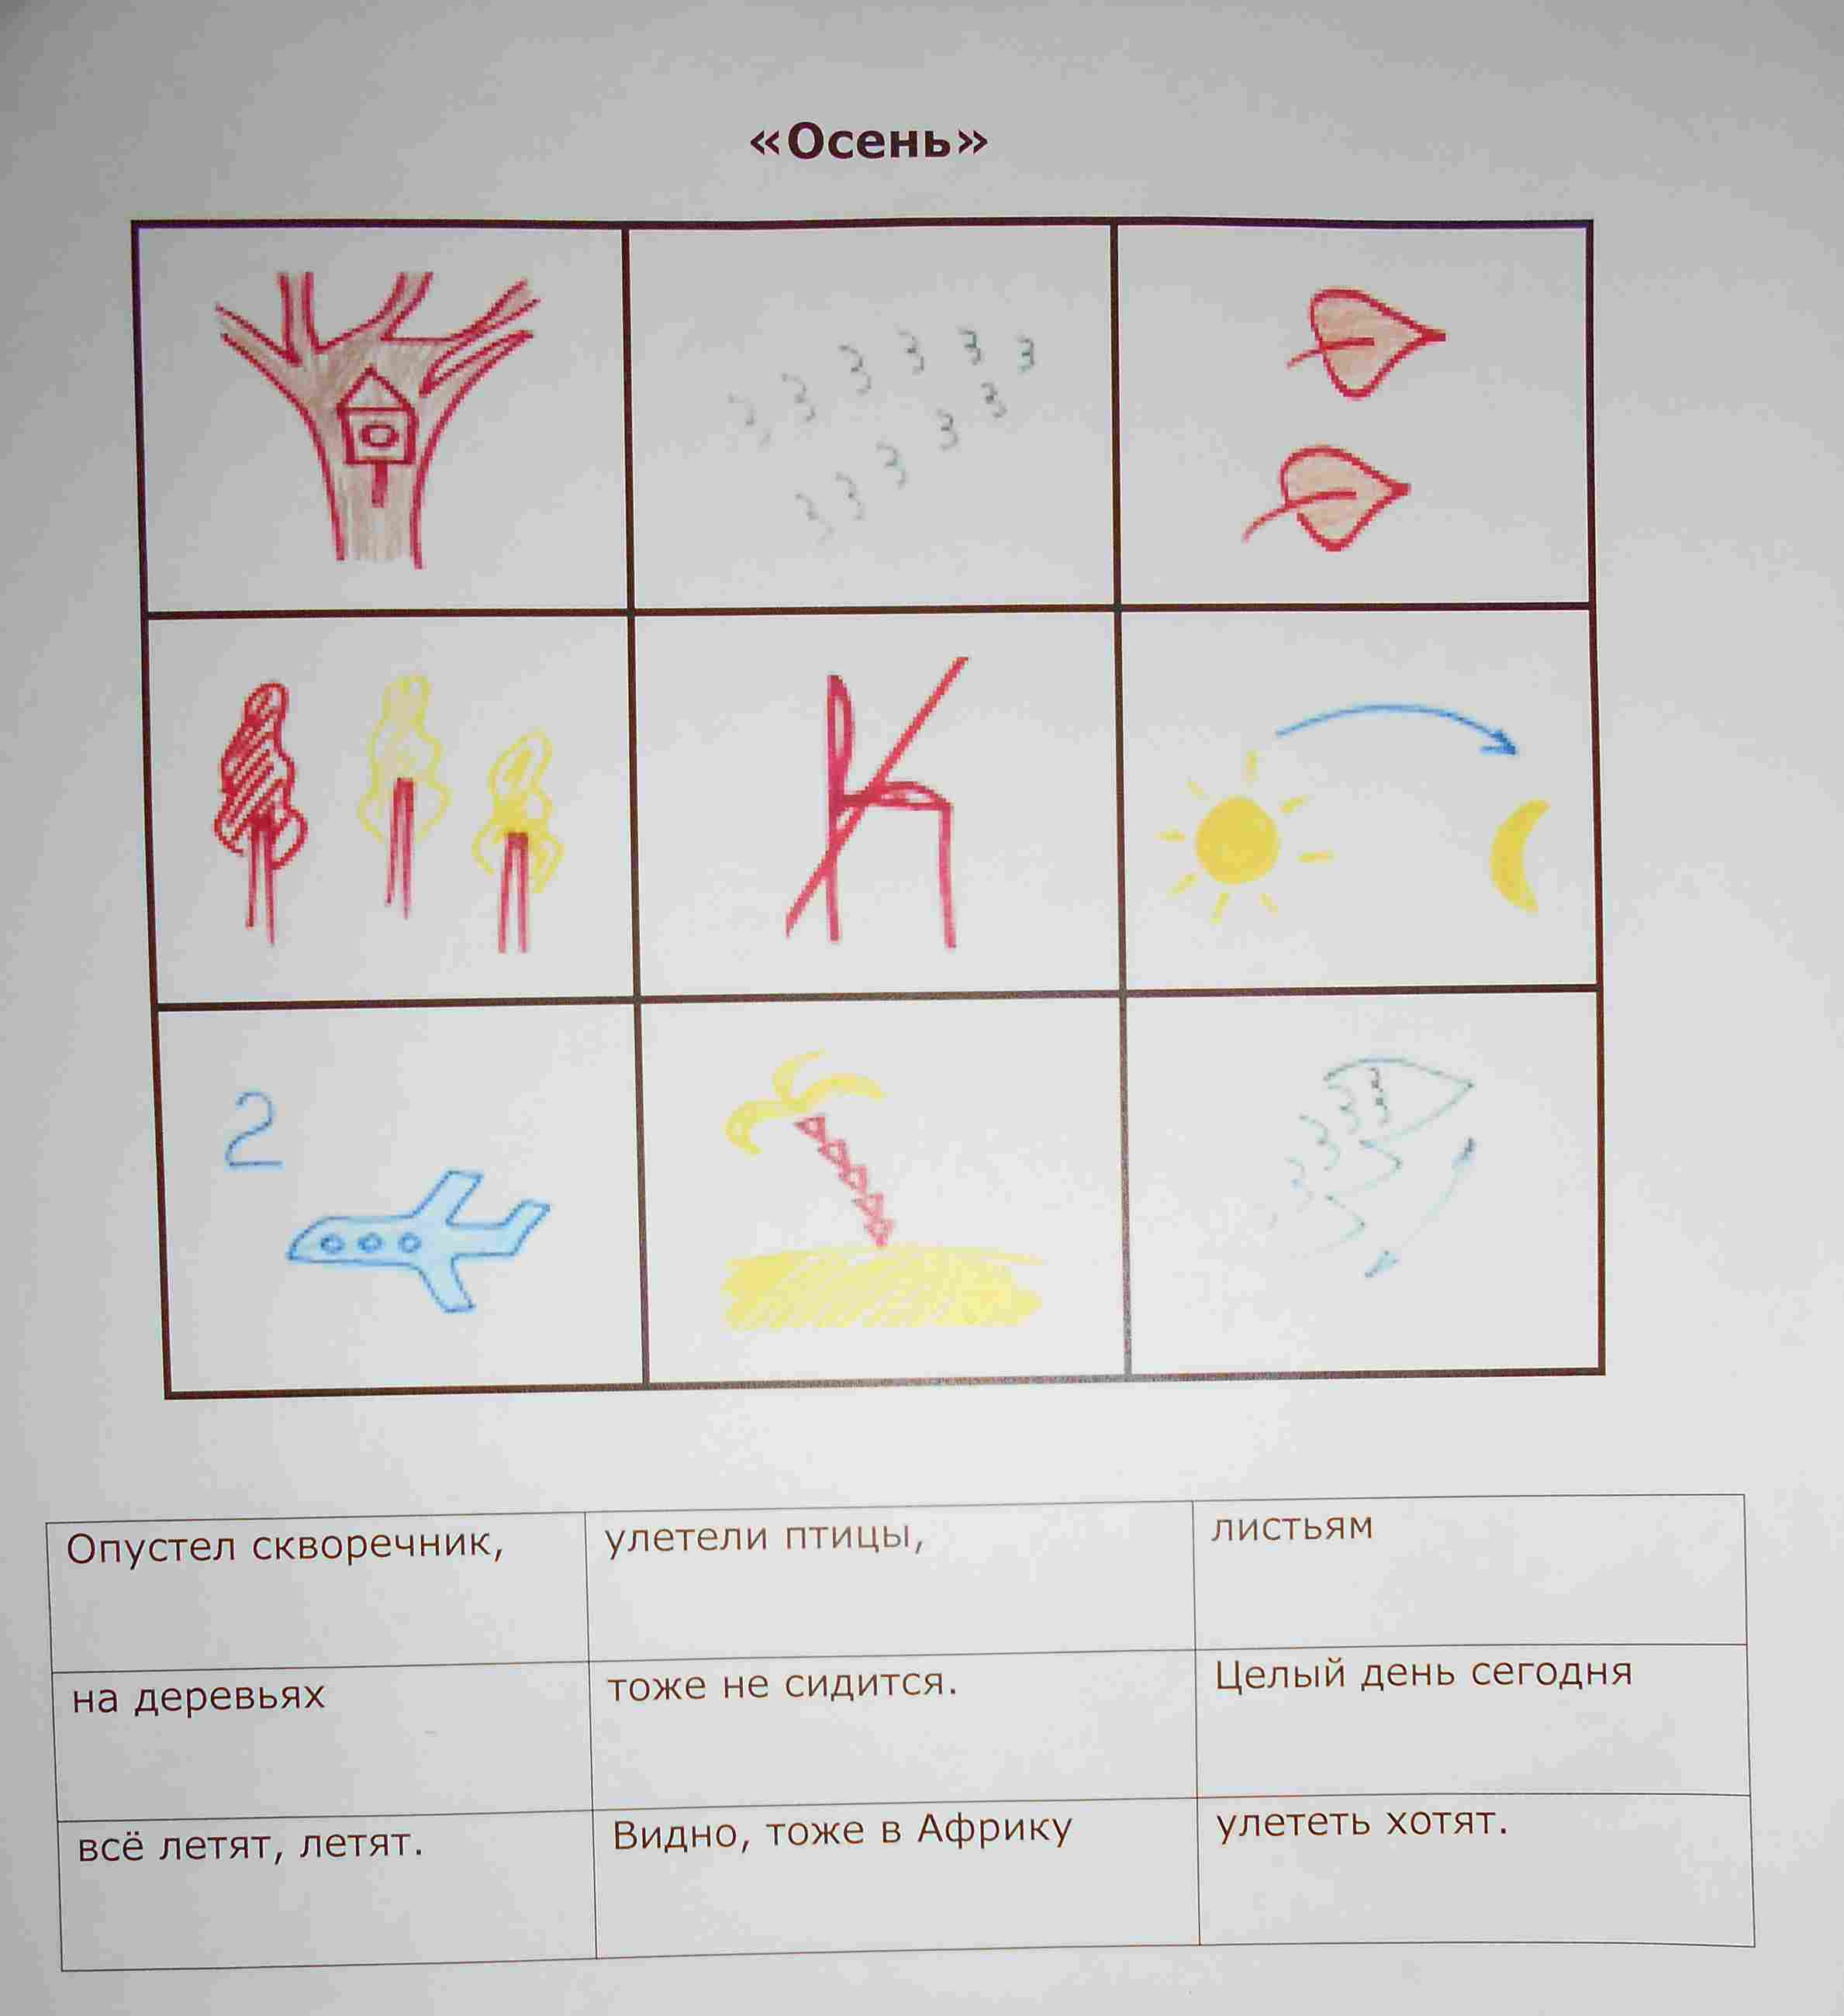 «Осень»
2
Опустел скворечник,
улетели птицы,
листьям
на деревьях
тоже не сидится.
Целый день сегодня
всё летят, летят.
Видно, тоже в Африку
улететь хотят.